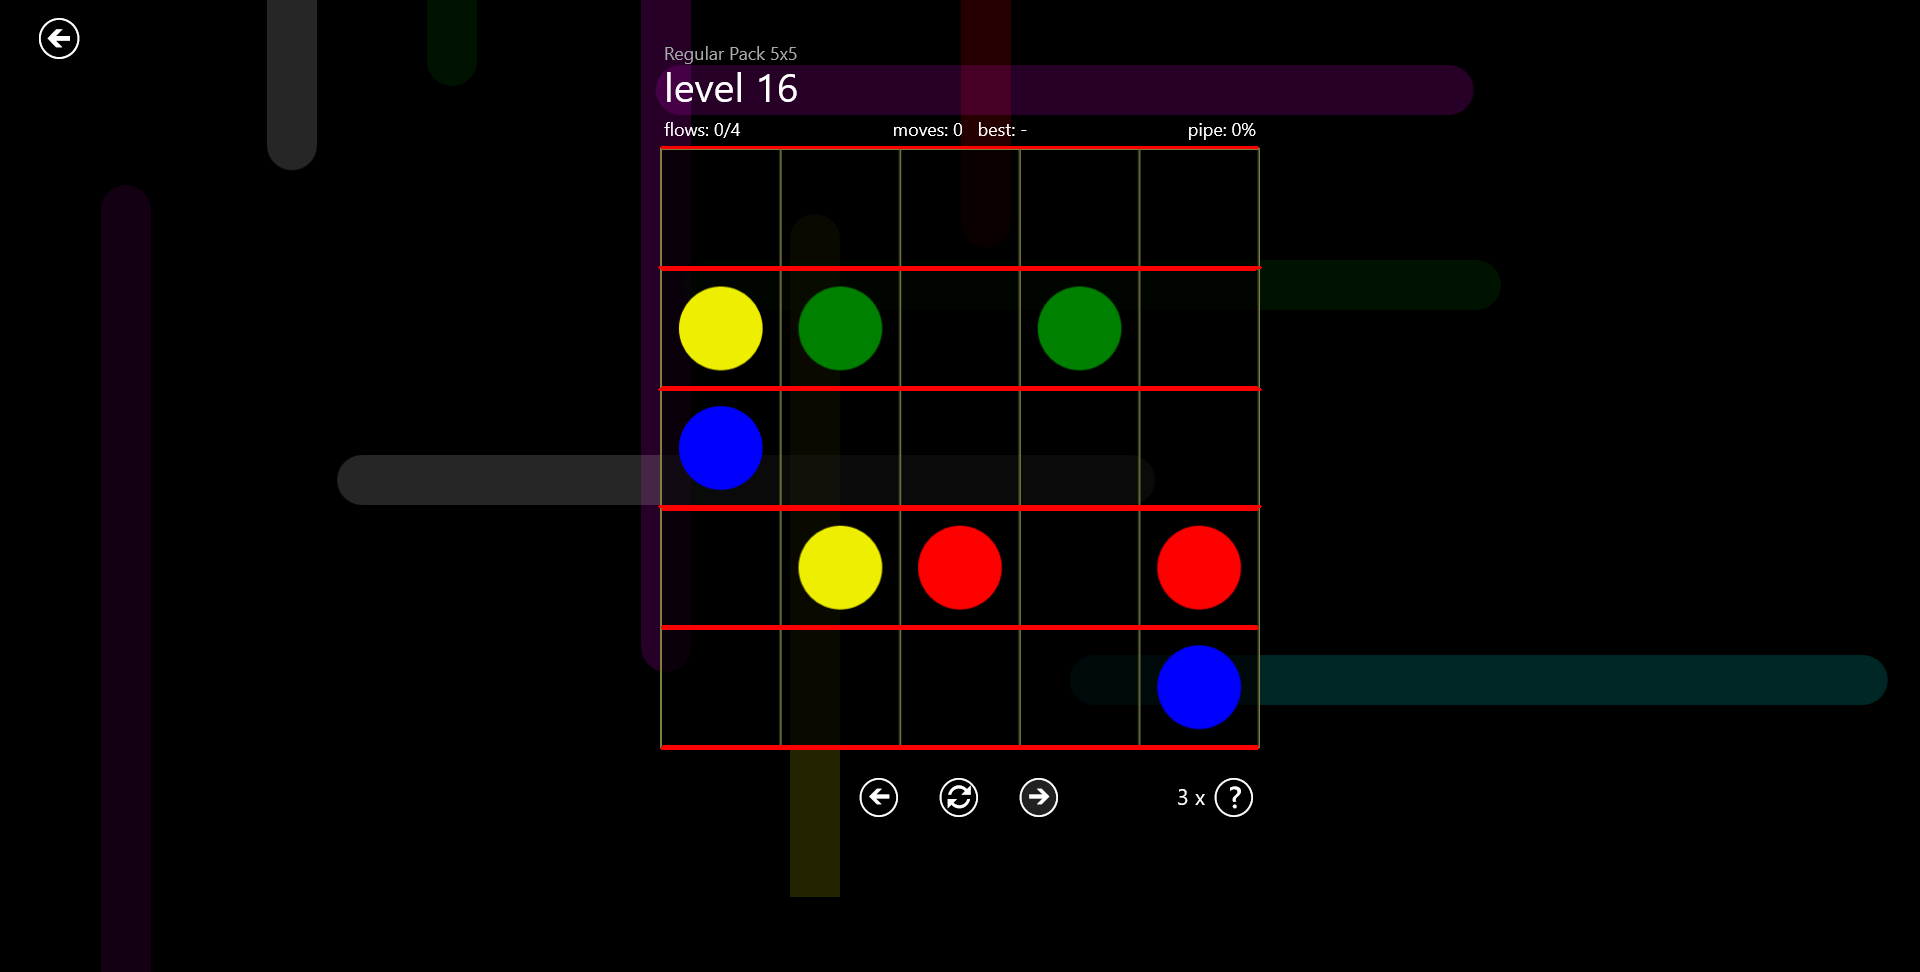 Regular Pack 5x5
level 16
flows: 0/4 moves: 0 best: - pipe: 0%
3 x ?